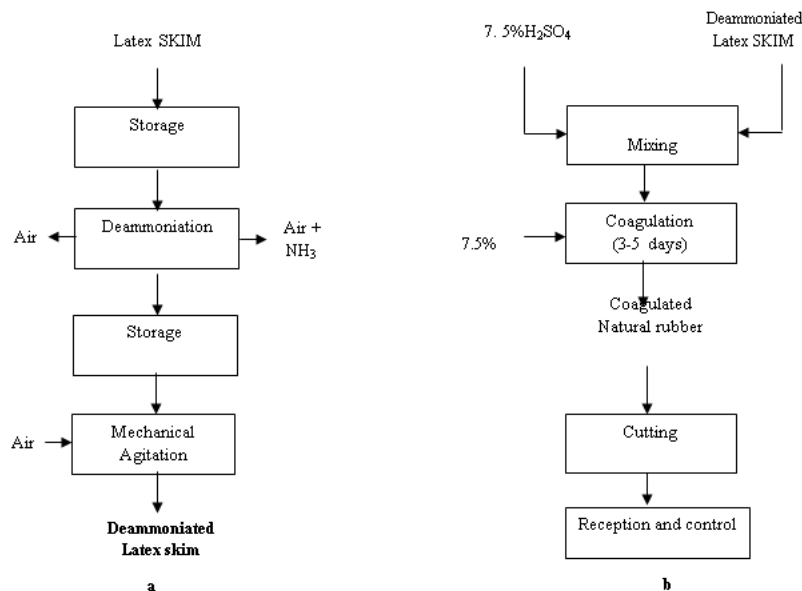 Latex SKIM
Storage
Deammoniation
Air
Air +
NH3
Storage
Mechanical
Agitation
Air
Deammoniated
Latex skim
a
7. 5%H2SO4
Deammoniated
Latex SKIM
Mixing
Coagulation
(3-5 days)
7.5%
Coagulated
Natural rubber
Cutting
Reception and control
b